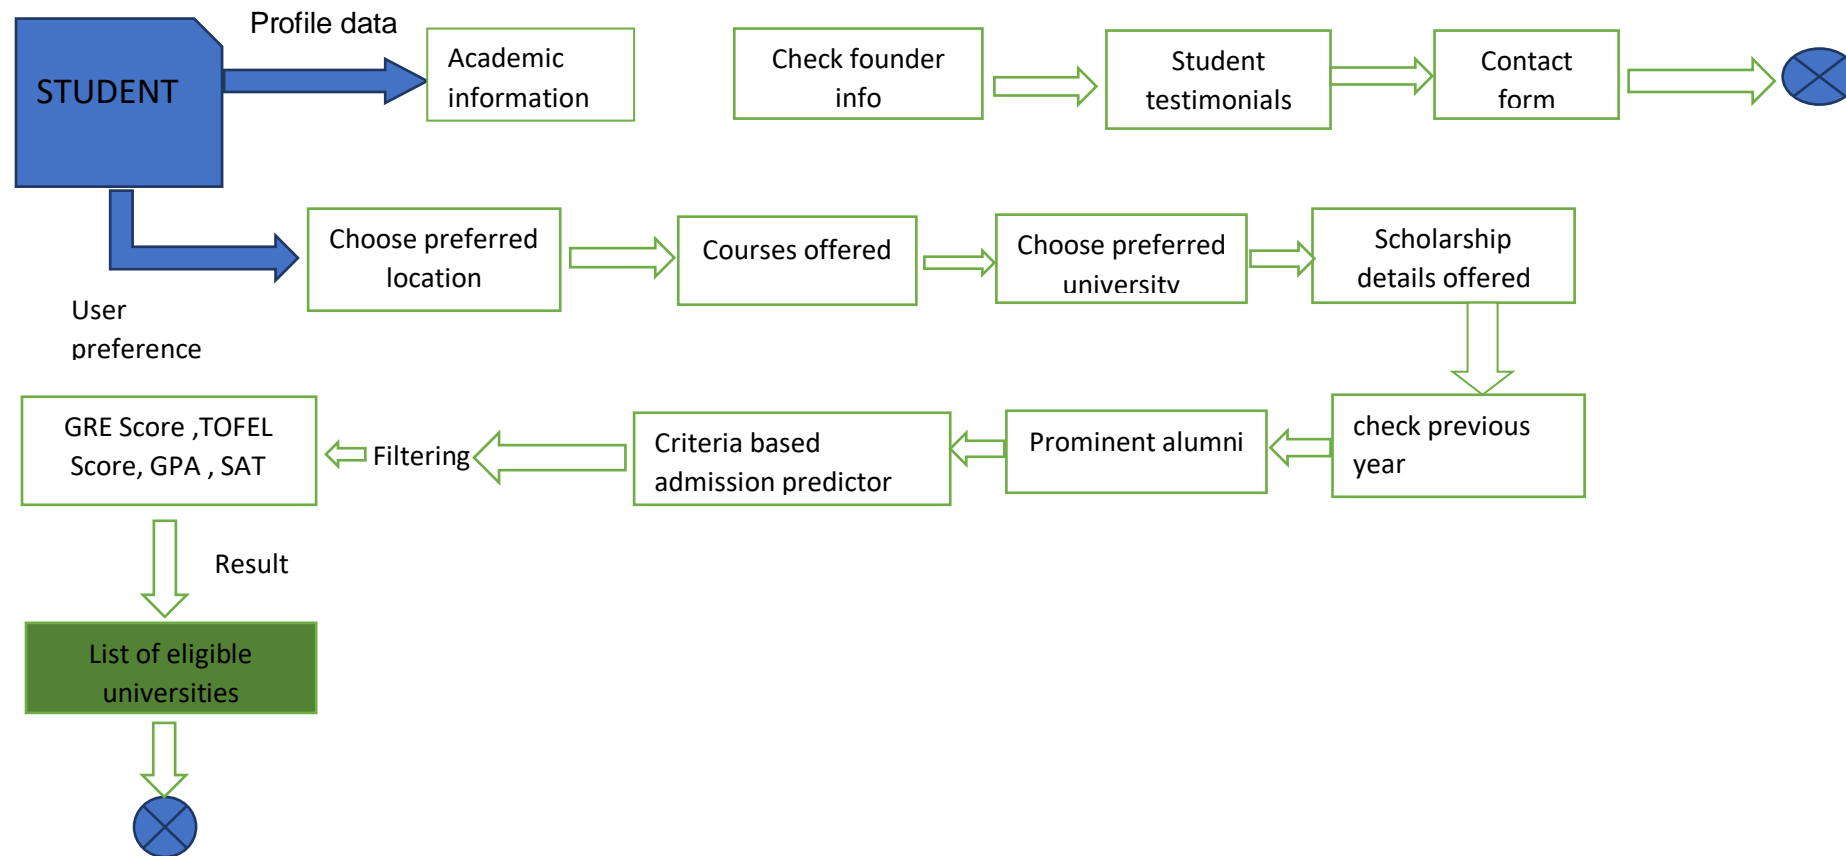 Profile data
STUDENT
Academic
information
Check founder
info
Student
testimonials
Contact
form
User
preference
Choose preferred
location
Courses offered
Choose preferred
university
Scholarship
details offered
check previous
year
Prominent alumni
Criteria based
admission predictor
Filtering
GRE Score ,TOFEL
Score, GPA , SAT
Result
List of eligible
universities